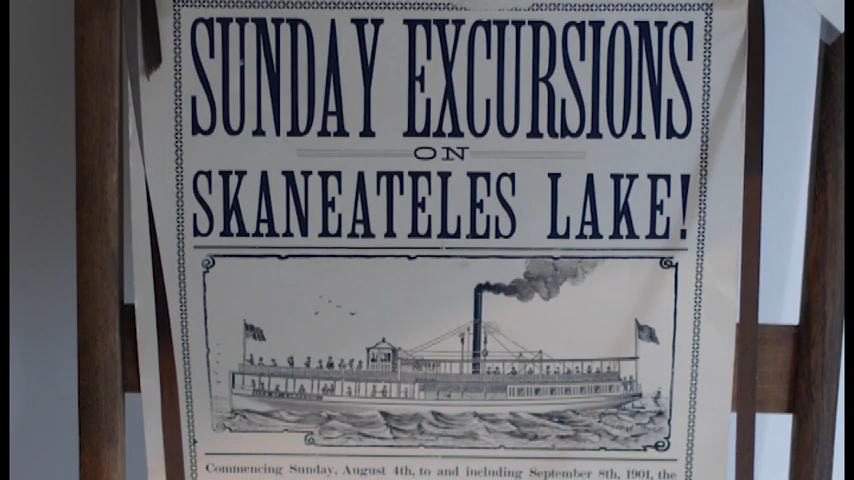 SUNDAY EXCURSIONS
ON
SKANEATELES LAKE!
Commencing Sunday, August 4th, to and including September 8th, 1901, the